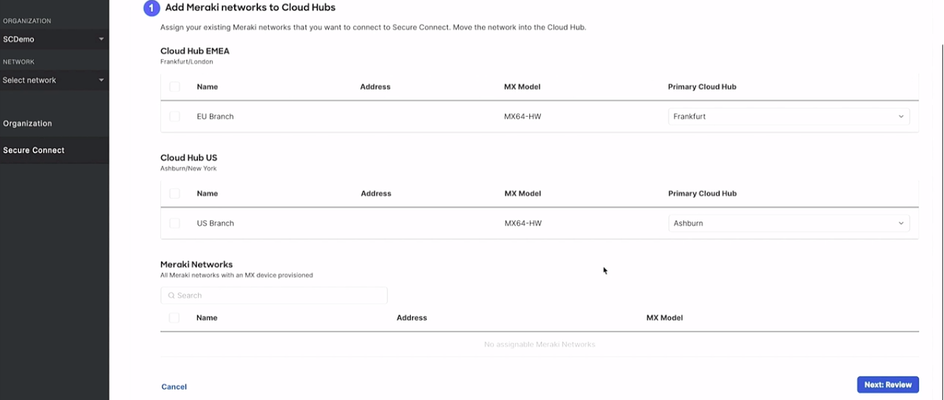 ORGANIZATION
SCDemo
NETWORK
Select network
Organization
Secure Connect
1 Add Meraki networks to Cloud Hubs
Assign your existing Meraki networks that you want to connect to Secure Connect. Move the network into the Cloud Hub.
Cloud Hub EMEA
Frankfurt/London
Name Address MX Model Primary Cloud Hub
EU Branch MX64-HW Frankfurt
Cloud Hub US
Ashburn/New York
Name Address MX Model Primary Cloud Hub
US Branch MX64-HW Ashburn
Meraki Networks
All Meraki networks with an MX device provisioned
Search
Name Address MX Model
No assignable Meraki Networks.
Cancel Next: Review